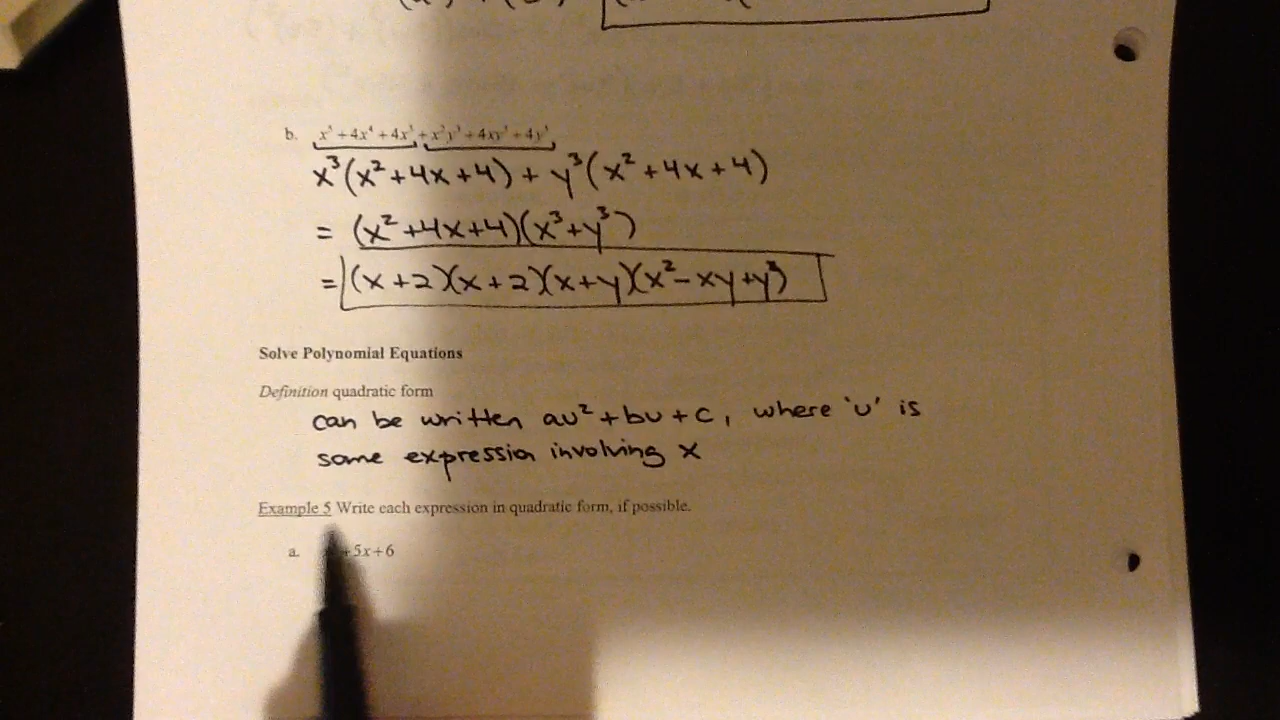 b. x⁵ + 4x⁴ + 4x³ + x²y³ + 4xy³ + 4y³
x³(x² + 4x + 4) + y³(x² + 4x + 4)
= (x² + 4x + 4)(x³ + y³)
= (x + 2)(x + 2)(x + y)(x² - xy + y²)
Solve Polynomial Equations
Definition quadratic form
can be written au² + bu + c, where 'u' is
some expression involving x
Example 5 Write each expression in quadratic form, if possible.
a. +5x+6